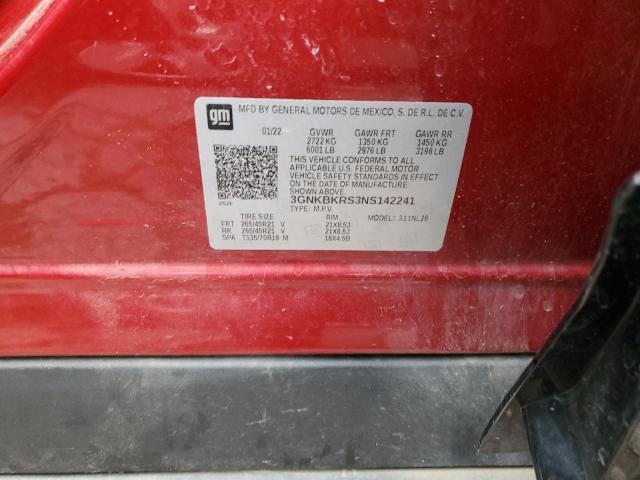 gm MFD BY GENERAL MOTORS DE MEXICO, S. DE R.L. DE C.V.
01/22 GVWR GAWR FRT GAWR RR
2722 KG 1350 KG 1450 KG
6001 LB 2976 LB 3196 LB
THIS VEHICLE CONFORMS TO ALL
APPLICABLE U.S. FEDERAL MOTOR
VEHICLE SAFETY STANDARDS IN EFFECT
ON THE DATE OF MANUFACTURE
SHOWN ABOVE.
3GNKBKRS3NS142241
TYPE: M.P.V. MODEL: 311NL26
TIRE SIZE RIM
FRT 265/45R21 V 21X8.5J
RR 265/45R21 V 21X8.5J
SPA T135/70R18 M 18X4.5B